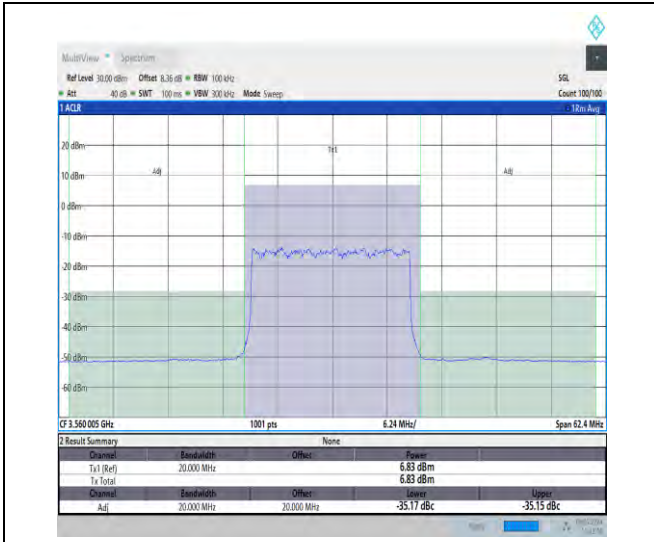 MultiView Spectrum
Ref Level 30.00 dBm Offset 8.36 dB RBW 100 kHz SGL
Att 40 dB SWT 100 ms VBW 300 kHz Mode Sweep Count 100/100
1 ACLR 1Rm Avg
20 dBm
Tx1
Adj Adj
10 dBm
0 dBm
-10 dBm
-20 dBm
-30 dBm
-40 dBm
-50 dBm
-60 dBm
CF 3.560 005 GHz 1001 pts 6.24 MHz/ Span 62.4 MHz
2 Result Summary None
Channel Bandwidth Offset Power
Tx1 (Ref) 20.000 MHz 6.83 dBm
Tx Total 6.83 dBm
Channel Bandwidth Offset Lower Upper
Adj 20.000 MHz 20.000 MHz -35.17 dBc -35.15 dBc